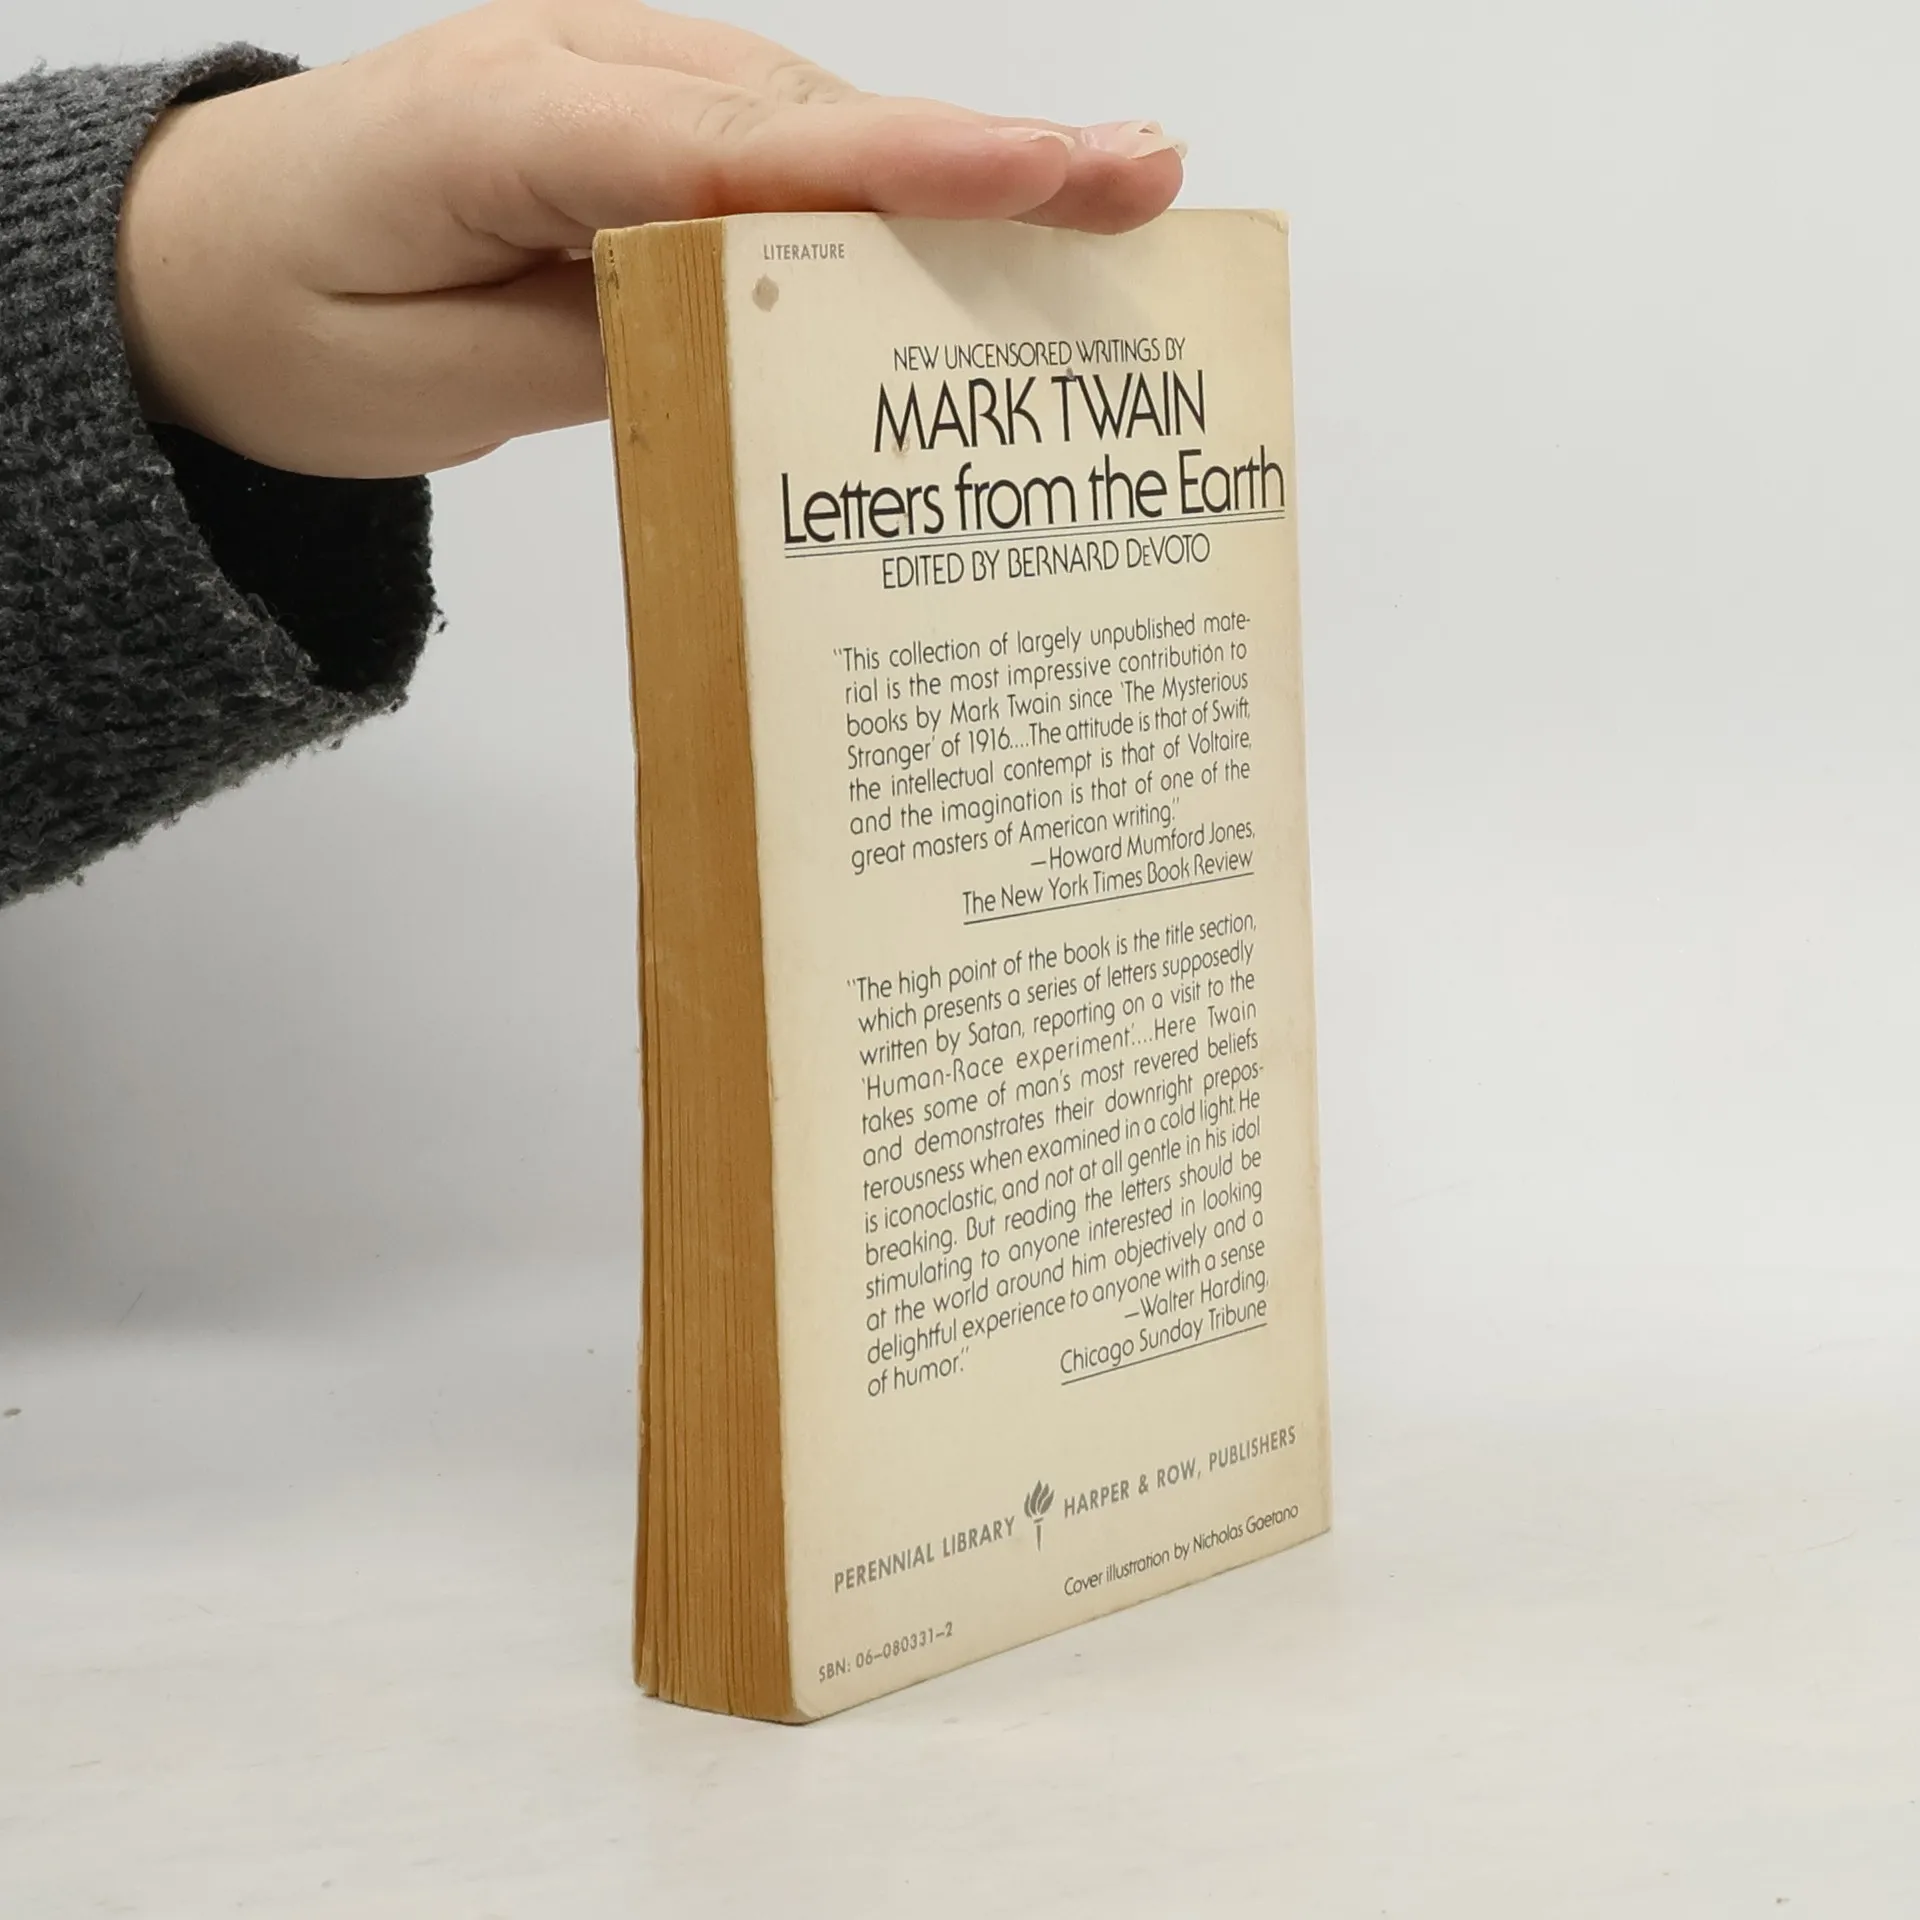 LITERATURE
NEW UNCENSORED WRITINGS BY
MARK TWAIN
Letters from the Earth
EDITED BY BERNARD DEVOTO
"This collection of largely unpublished mate-
rial is the most impressive contribution to
books by Mark Twain since 'The Mysterious
Stranger' of 1916....The attitude is that of Swift,
the intellectual contempt is that of Voltaire,
and the imagination is that of one of the
great masters of American writing."
—Howard Mumford Jones,
The New York Times Book Review
"The high point of the book is the title section,
which presents a series of letters supposedly
written by Satan, reporting on a visit to the
'Human-Race experiment'....Here Twain
takes some of man's most revered beliefs
and demonstrates their downright prepos-
terousness when examined in a cold light. He
is iconoclastic, and not at all gentle in his idol
breaking. But reading the letters should be
stimulating to anyone interested in looking
at the world around him objectively and a
delightful experience to anyone with a sense
of humor."
—Walter Harding,
Chicago Sunday Tribune
PERENNIAL LIBRARY HARPER & ROW, PUBLISHERS
Cover illustration by Nicholas Gaetano
SBN: 06-080331-2